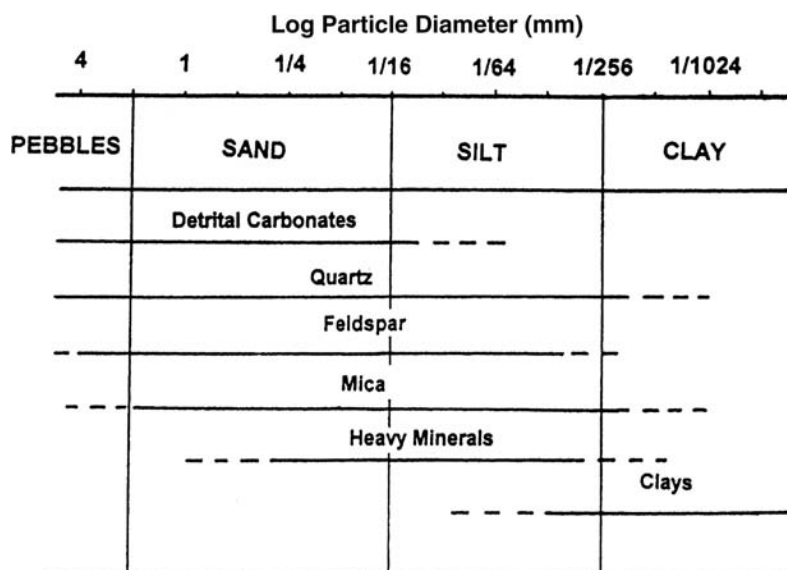 Log Particle Diameter (mm)
4 1 1/4 1/16 1/64 1/256 1/1024
PEBBLES SAND SILT CLAY
Detrital Carbonates
Quartz
Feldspar
Mica
Heavy Minerals
Clays